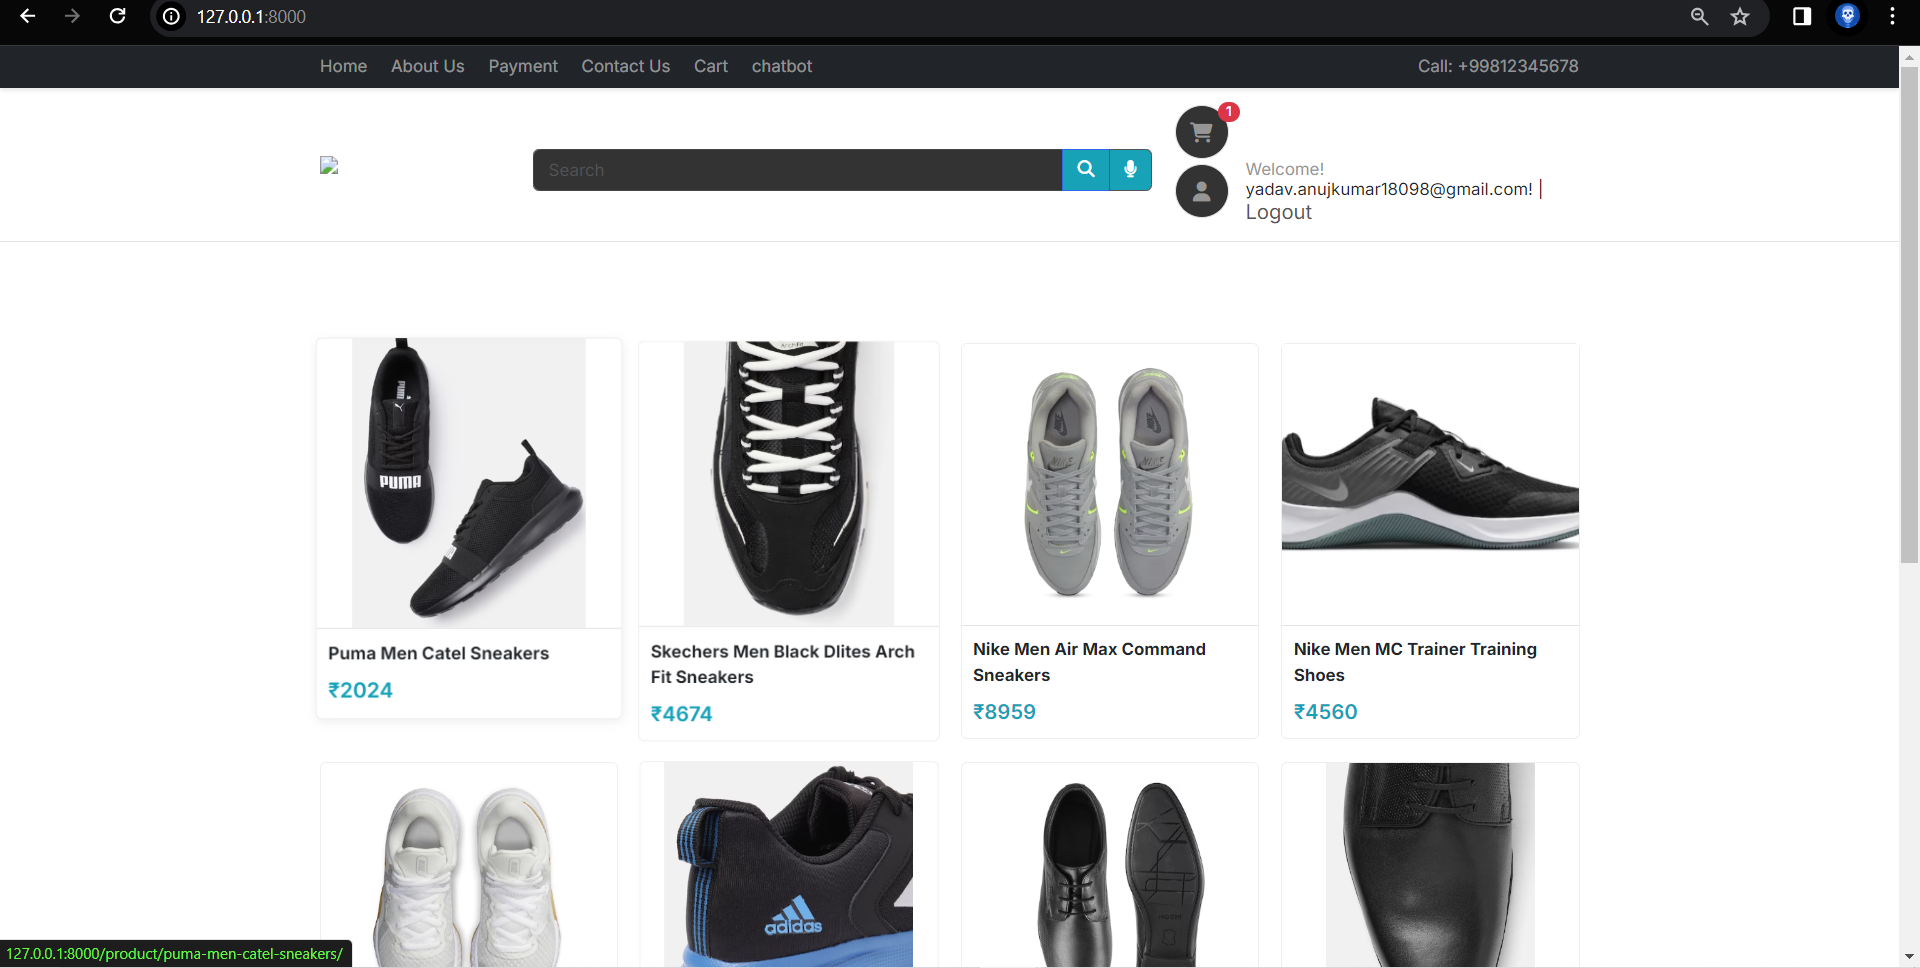 127.0.0.1:8000
Home About Us Payment Contact Us Cart chatbot Call: +99812345678
1
Search
Welcome!
yadav.anujkumar18098@gmail.com! |
Logout
PUMA
Puma Men Catel Sneakers
₹2024
Skechers Men Black Dlites Arch
Fit Sneakers
₹4674
Nike Men Air Max Command
Sneakers
₹8959
Nike Men MC Trainer Training
Shoes
₹4560
adidas
127.0.0.1:8000/product/puma-men-catel-sneakers/